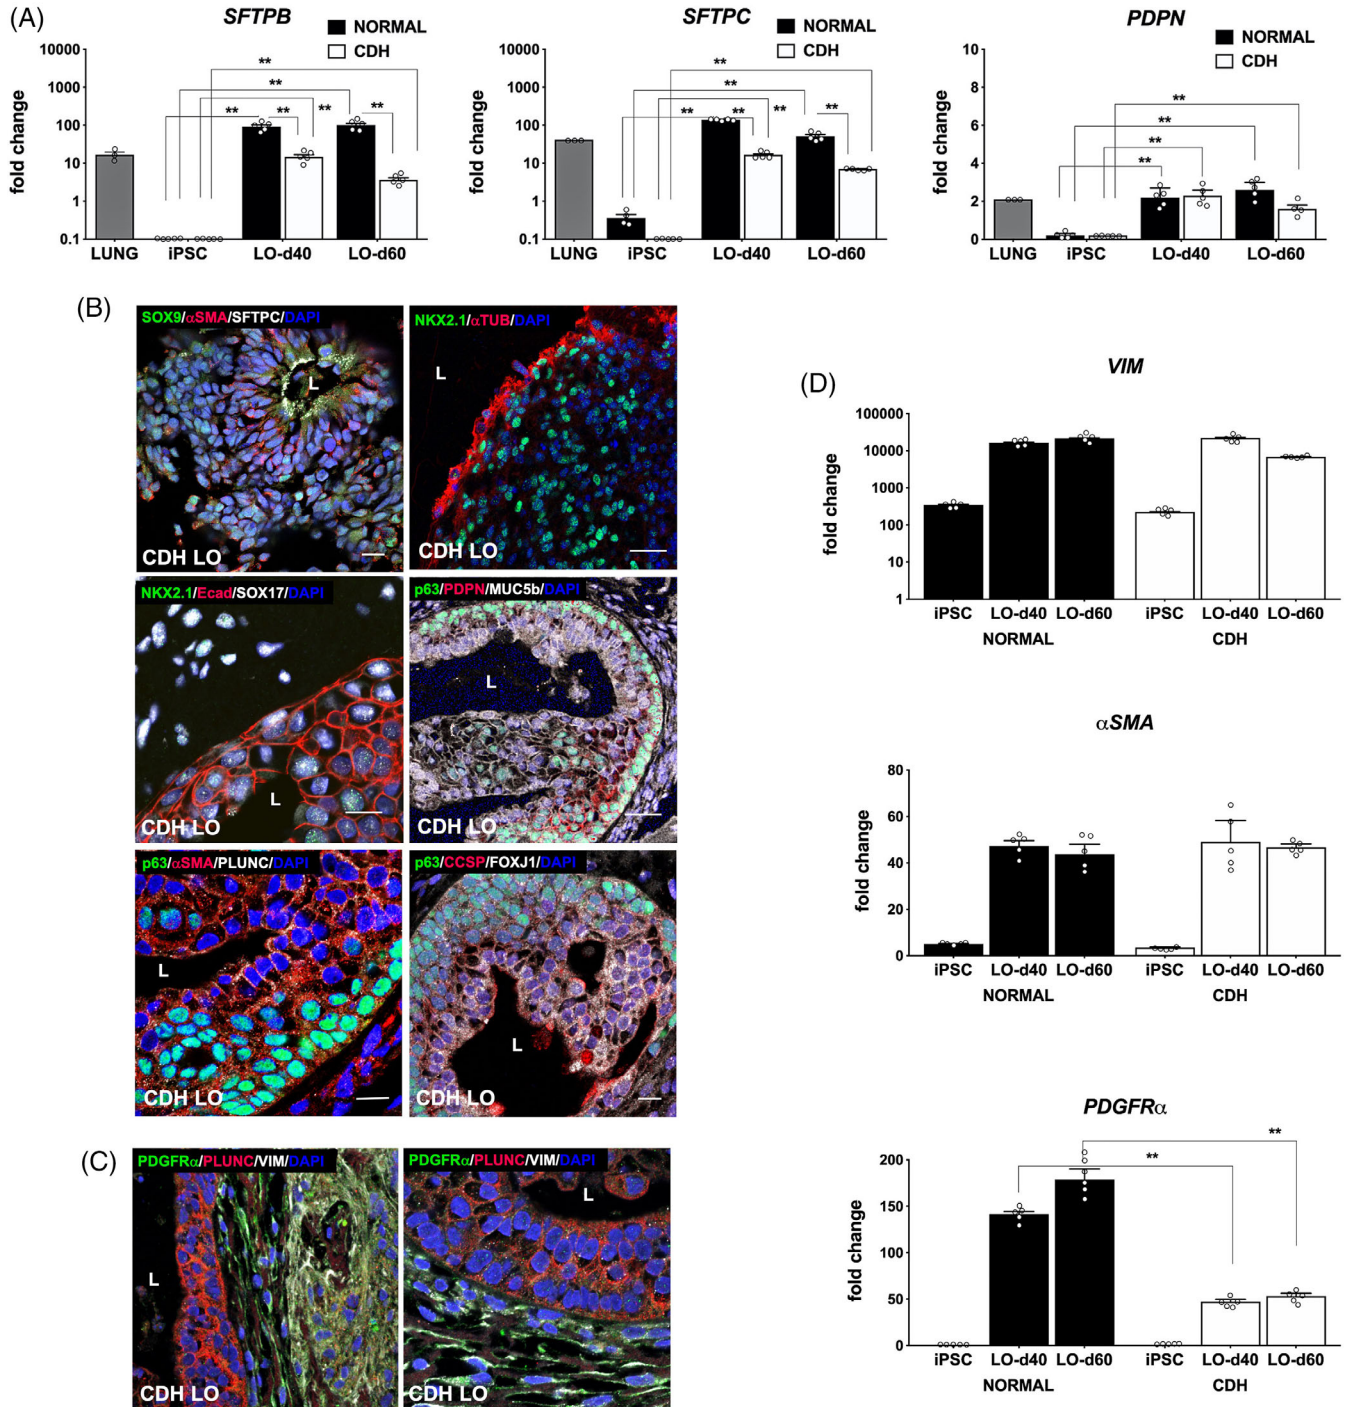 (A)
SFTPB
NORMAL
CDH
fold change
10000
1000
100
10
1
0.1
** ** ** ** ** **
LUNG iPSC LO-d40 LO-d60
SFTPC
NORMAL
CDH
fold change
10000
1000
100
10
1
0.1
** ** ** ** ** **
LUNG iPSC LO-d40 LO-d60
PDPN
NORMAL
CDH
fold change
10
8
6
4
2
0
**
**
**
**
LUNG iPSC LO-d40 LO-d60
(B)
SOX9/αSMA/SFTPC/DAPI
L
CDH LO
NKX2.1/αTUB/DAPI
L
CDH LO
NKX2.1/Ecad/SOX17/DAPI
L
CDH LO
p63/PDPN/MUC5b/DAPI
L
CDH LO
p63/αSMA/PLUNC/DAPI
L
CDH LO
p63/CCSP/FOXJ1/DAPI
L
CDH LO
(C)
PDGFRα/PLUNC/VIM/DAPI
L
CDH LO
PDGFRα/PLUNC/VIM/DAPI
L
CDH LO
(D)
VIM
fold change
100000
10000
1000
100
10
1
iPSC LO-d40 LO-d60 iPSC LO-d40 LO-d60
NORMAL CDH
αSMA
fold change
80
60
40
20
0
iPSC LO-d40 LO-d60 iPSC LO-d40 LO-d60
NORMAL CDH
PDGFRα
fold change
200
150
100
50
0
**
**
iPSC LO-d40 LO-d60 iPSC LO-d40 LO-d60
NORMAL CDH